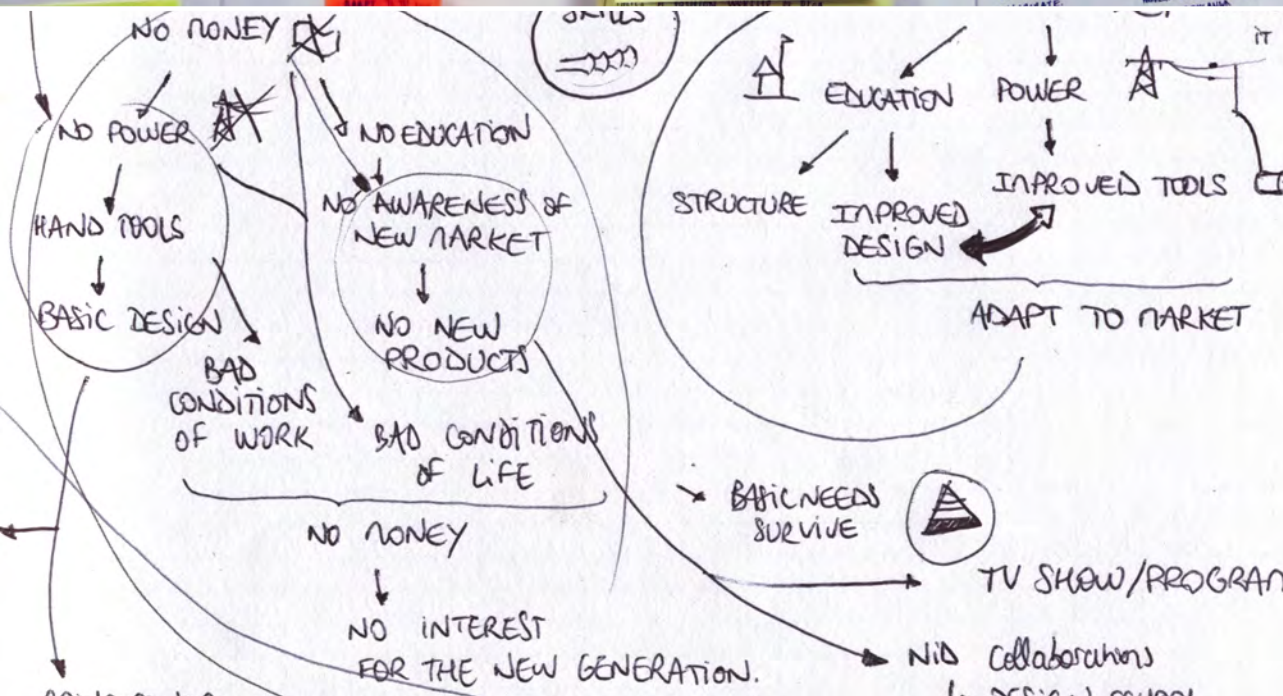 NO MONEY
NO POWER
NO EDUCATION
HAND TOOLS
NO AWARENESS OF
NEW MARKET
BASIC DESIGN
NO NEW
PRODUCTS
BAD
CONDITIONS
OF WORK
BAD CONDITIONS
OF LIFE
NO MONEY
NO INTEREST
FOR THE NEW GENERATION.
SKILLS
EDUCATION
POWER
IT
STRUCTURE
IMPROVED
DESIGN
IMPROVED TOOLS
ADAPT TO MARKET
BASIC NEEDS
SURVIVE
TV SHOW/PROGRAM
NID Collaborations